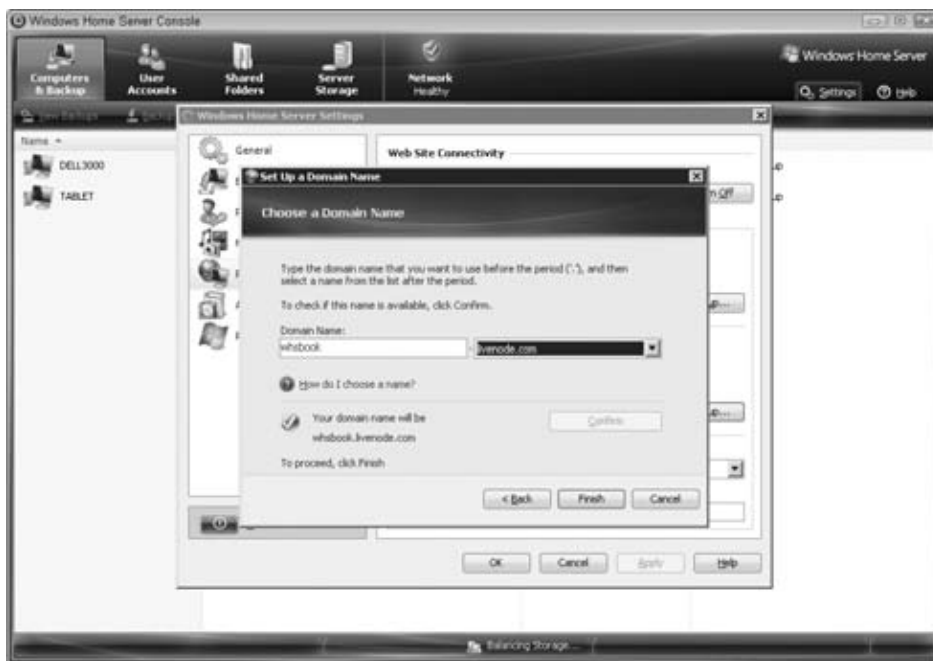 Windows Home Server Console
Computers & Backup
User Accounts
Shared Folders
Server Storage
Network Healthy
Windows Home Server
Settings
Help
Windows Home Server Settings
Name
DELL3000
TABLET
General
Web Site Connectivity
Set Up a Domain Name
Choose a Domain Name
Type the domain name that you want to use before the period ('.'), and then
select a name from the list after the period.
To check if this name is available, click Confirm.
Domain Name:
whsbook . livenode.com
How do I choose a name?
Your domain name will be
whsbook.livenode.com
Confirm
To proceed, click Finish
< Back
Finish
Cancel
OK
Cancel
Apply
Help
Balancing Storage...